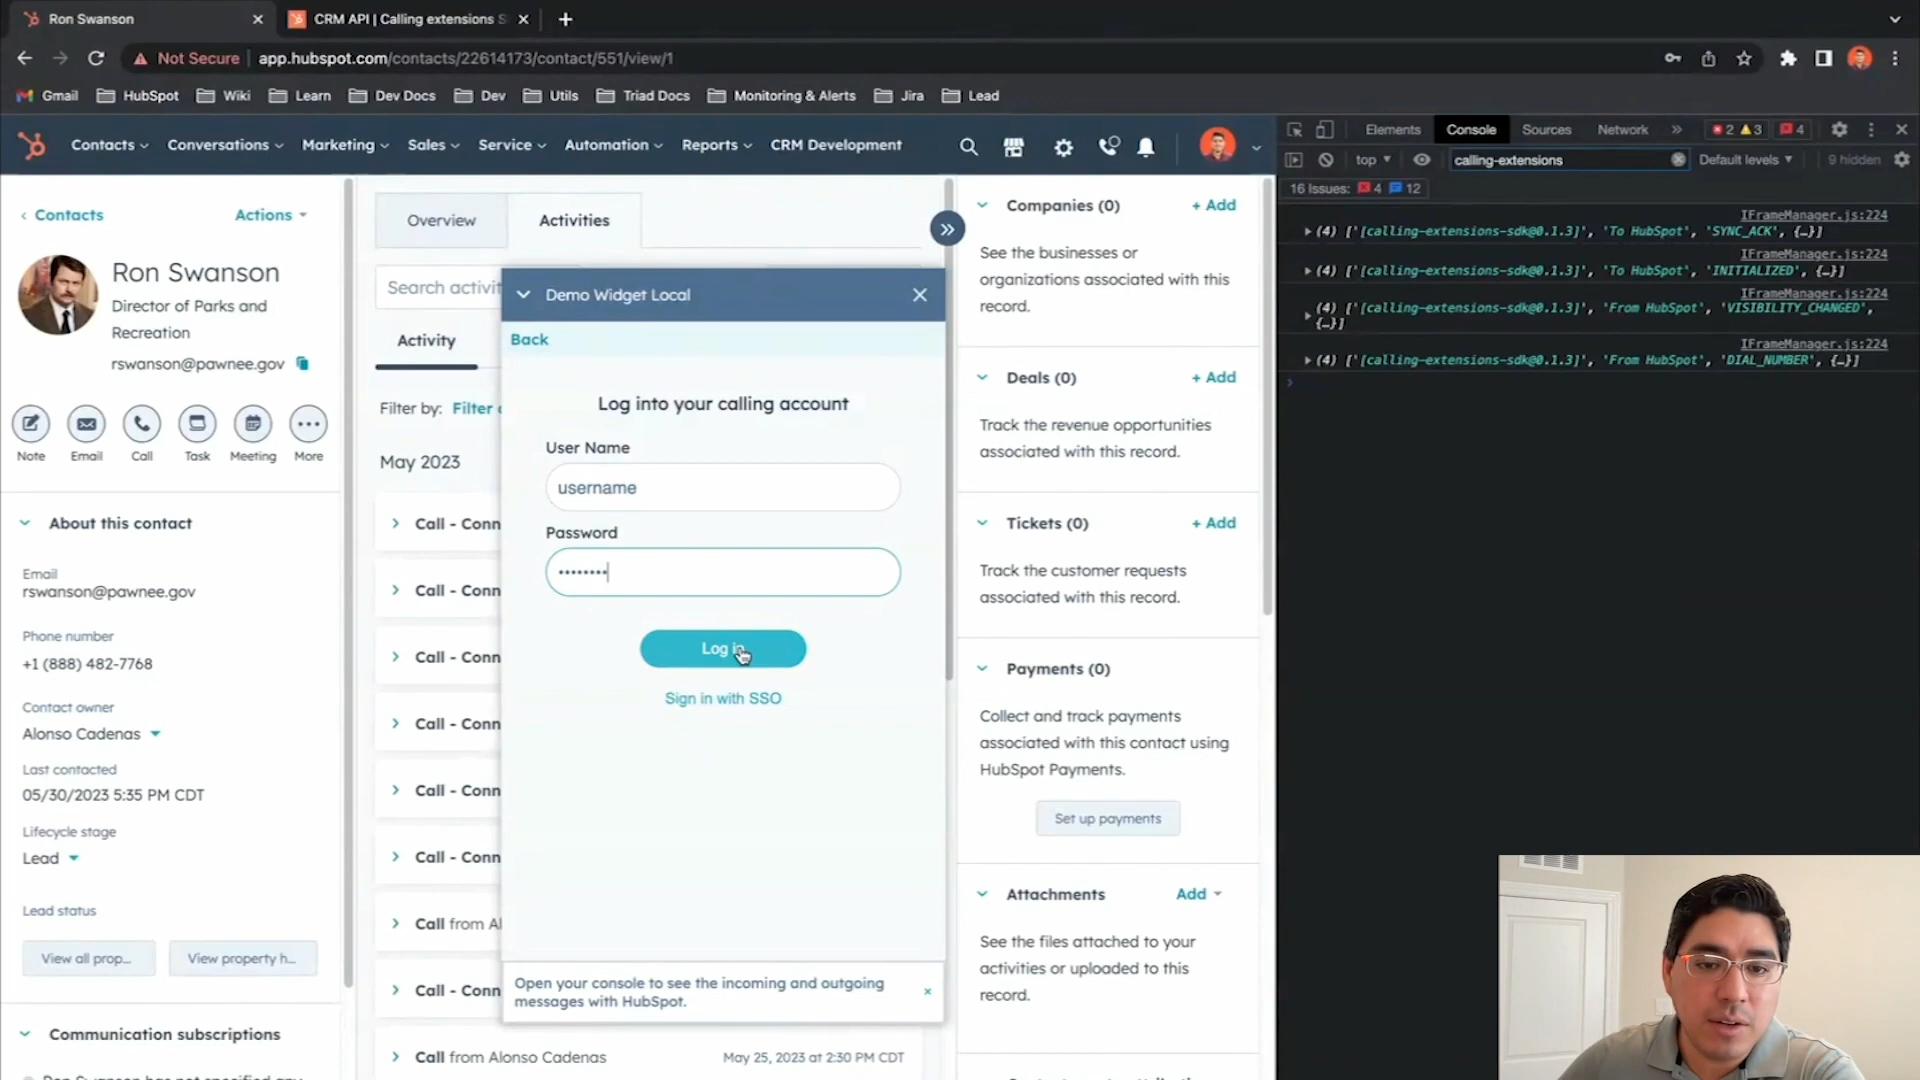 Ron Swanson
CRM API | Calling extensions S
Not Secure
app.hubspot.com/contacts/22614173/contact/551/view/1
Gmail
HubSpot
Wiki
Learn
Dev Docs
Dev
Utils
Triad Docs
Monitoring & Alerts
Jira
Lead
Contacts
Conversations
Marketing
Sales
Service
Automation
Reports
CRM Development
Contacts
Actions
Ron Swanson
Director of Parks and
Recreation
rswanson@pawnee.gov
Note
Email
Call
Task
Meeting
More
About this contact
Email
rswanson@pawnee.gov
Phone number
+1 (888) 482-7768
Contact owner
Alonso Cadenas
Last contacted
05/30/2023 5:35 PM CDT
Lifecycle stage
Lead
Lead status
View all prop...
View property h...
Communication subscriptions
Ron Swanson has not specified any
Overview
Activities
Search activit
Activity
Filter by:
Filter
May 2023
Call - Conn
Call - Conn
Call - Conn
Call - Conn
Call - Conn
Call - Conn
Call from Al
Call - Conn
Call from Alonso Cadenas
May 25, 2023 at 2:30 PM CDT
Demo Widget Local
Back
Log into your calling account
User Name
username
Password
••••••••
Log in
Sign in with SSO
Open your console to see the incoming and outgoing
messages with HubSpot.
Companies (0)
+ Add
See the businesses or
organizations associated with this
record.
Deals (0)
+ Add
Track the revenue opportunities
associated with this record.
Tickets (0)
+ Add
Track the customer requests
associated with this record.
Payments (0)
Collect and track payments
associated with this contact using
HubSpot Payments.
Set up payments
Attachments
Add
See the files attached to your
activities or uploaded to this
record.
Elements
Console
Sources
Network
2
3
4
top
calling-extensions
Default levels
9 hidden
16 Issues:
4
12
IFrameManager.js:224
(4) ['[calling-extensions-sdk@0.1.3]', 'To HubSpot', 'SYNC_ACK', {…}]
IFrameManager.js:224
(4) ['[calling-extensions-sdk@0.1.3]', 'To HubSpot', 'INITIALIZED', {…}]
IFrameManager.js:224
(4) ['[calling-extensions-sdk@0.1.3]', 'From HubSpot', 'VISIBILITY_CHANGED',
{…}]
IFrameManager.js:224
(4) ['[calling-extensions-sdk@0.1.3]', 'From HubSpot', 'DIAL_NUMBER', {…}]